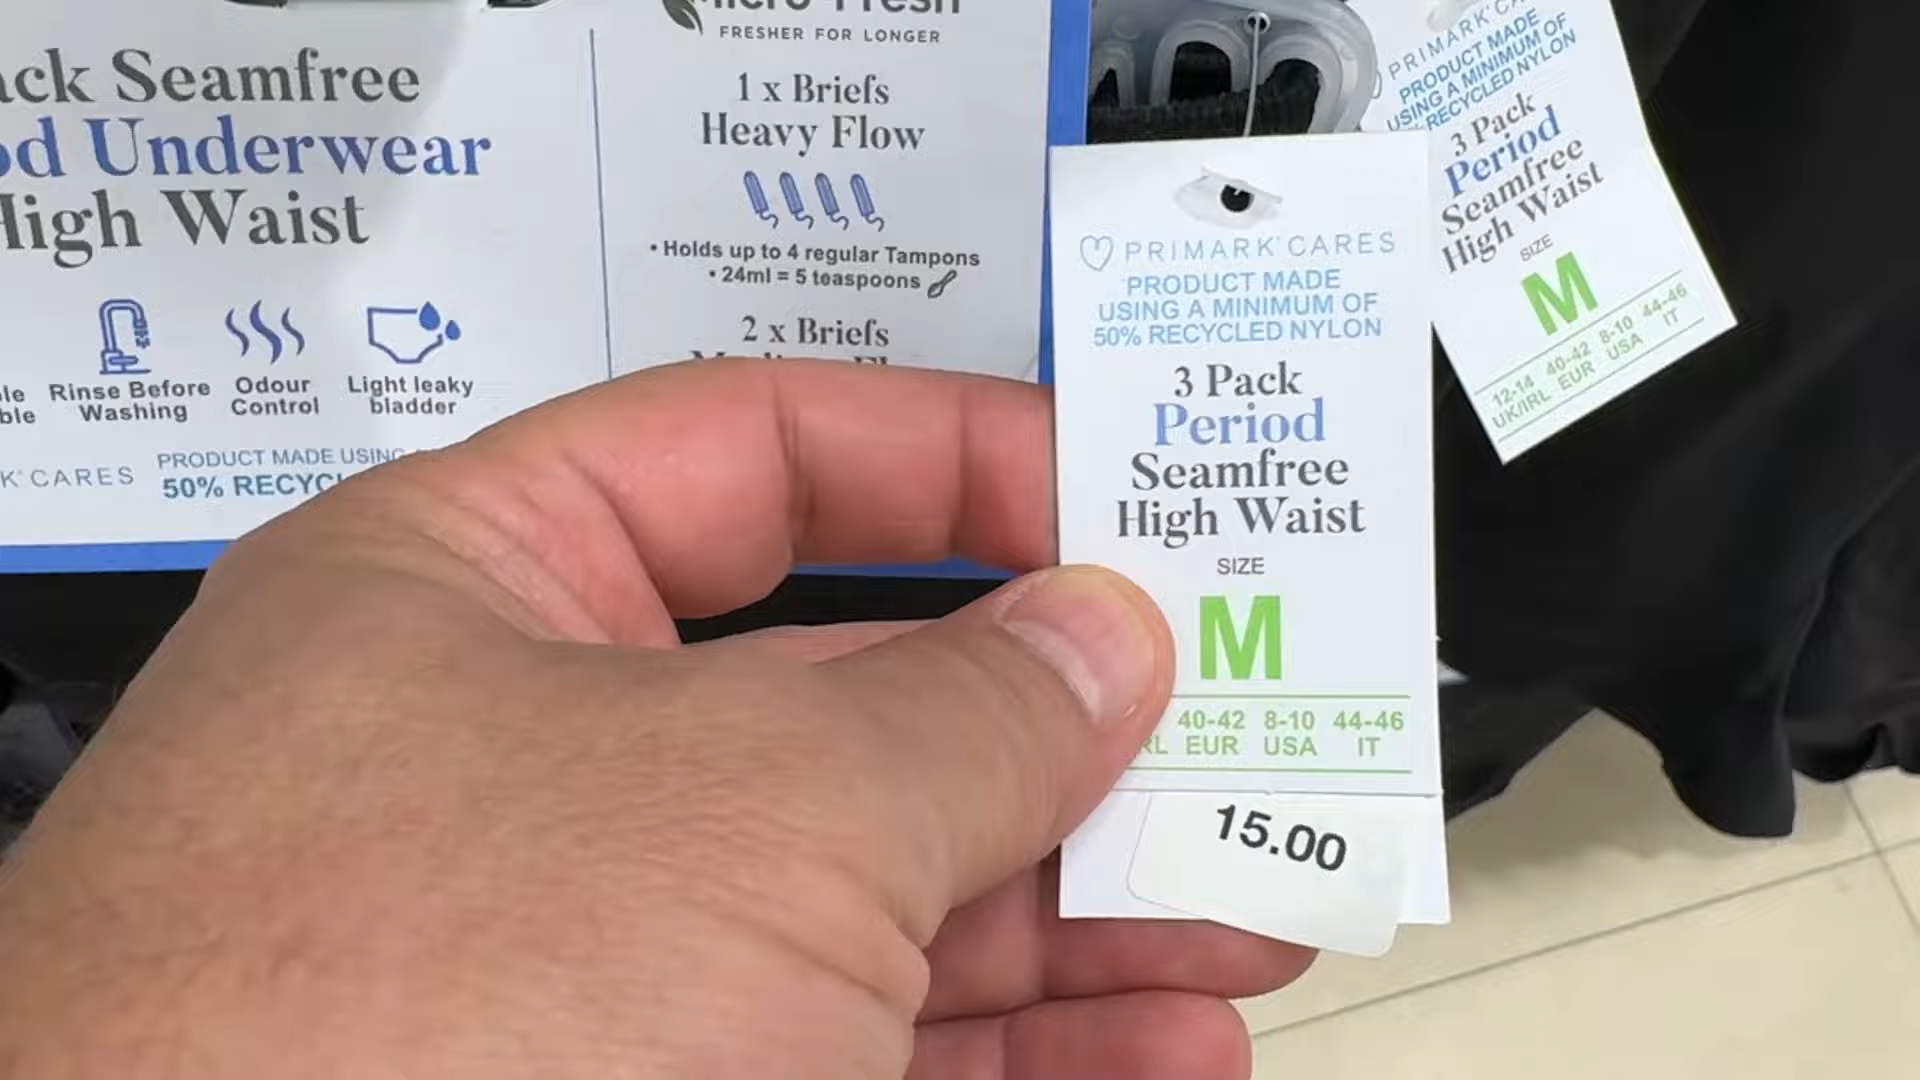 FRESHER FOR LONGER
Seamfree
Underwear
High Waist
Rinse Before
Washing
Odour
Control
Light leaky
bladder
CARES
PRODUCT MADE USING
50%
1 x Briefs
Heavy Flow
• Holds up to 4 regular Tampons
• 24ml = 5 teaspoons
2 x Briefs
PRIMARK CARES
PRODUCT MADE
USING A MINIMUM OF
50% RECYCLED NYLON
3 Pack
Period
Seamfree
High Waist
SIZE
M
40-42 8-10 44-46
EUR USA IT
15.00
PRIMARK
PRODUCT MADE
USING A MINIMUM OF
RECYCLED NYLON
3 Pack
Period
Seamfree
High Waist
SIZE
M
12-14 40-42 8-10 44-46
UK/IRL EUR USA IT